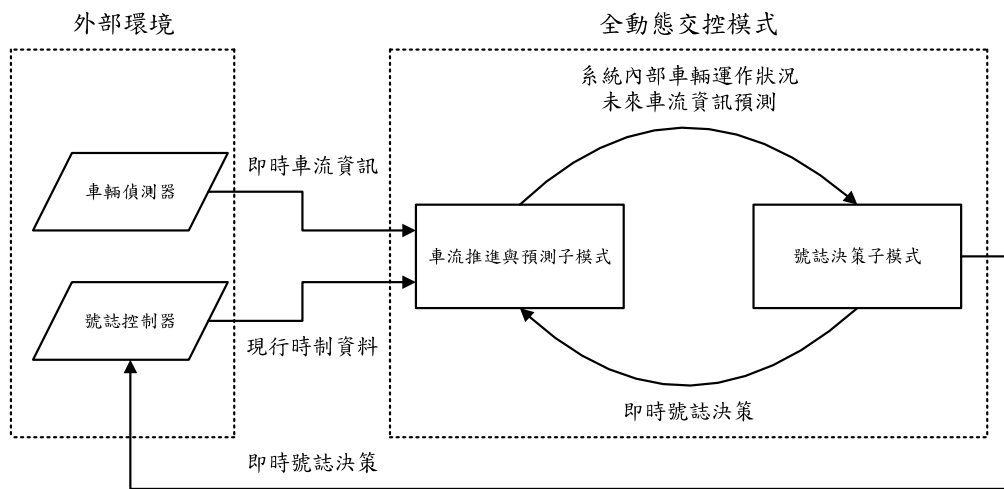 外部環境
全動態交控模式
系統內部車輛運作狀況
未來車流資訊預測
即時車流資訊
車輛偵測器
車流推進與預測子模式
號誌決策子模式
號誌控制器
現行時制資料
即時號誌決策
即時號誌決策